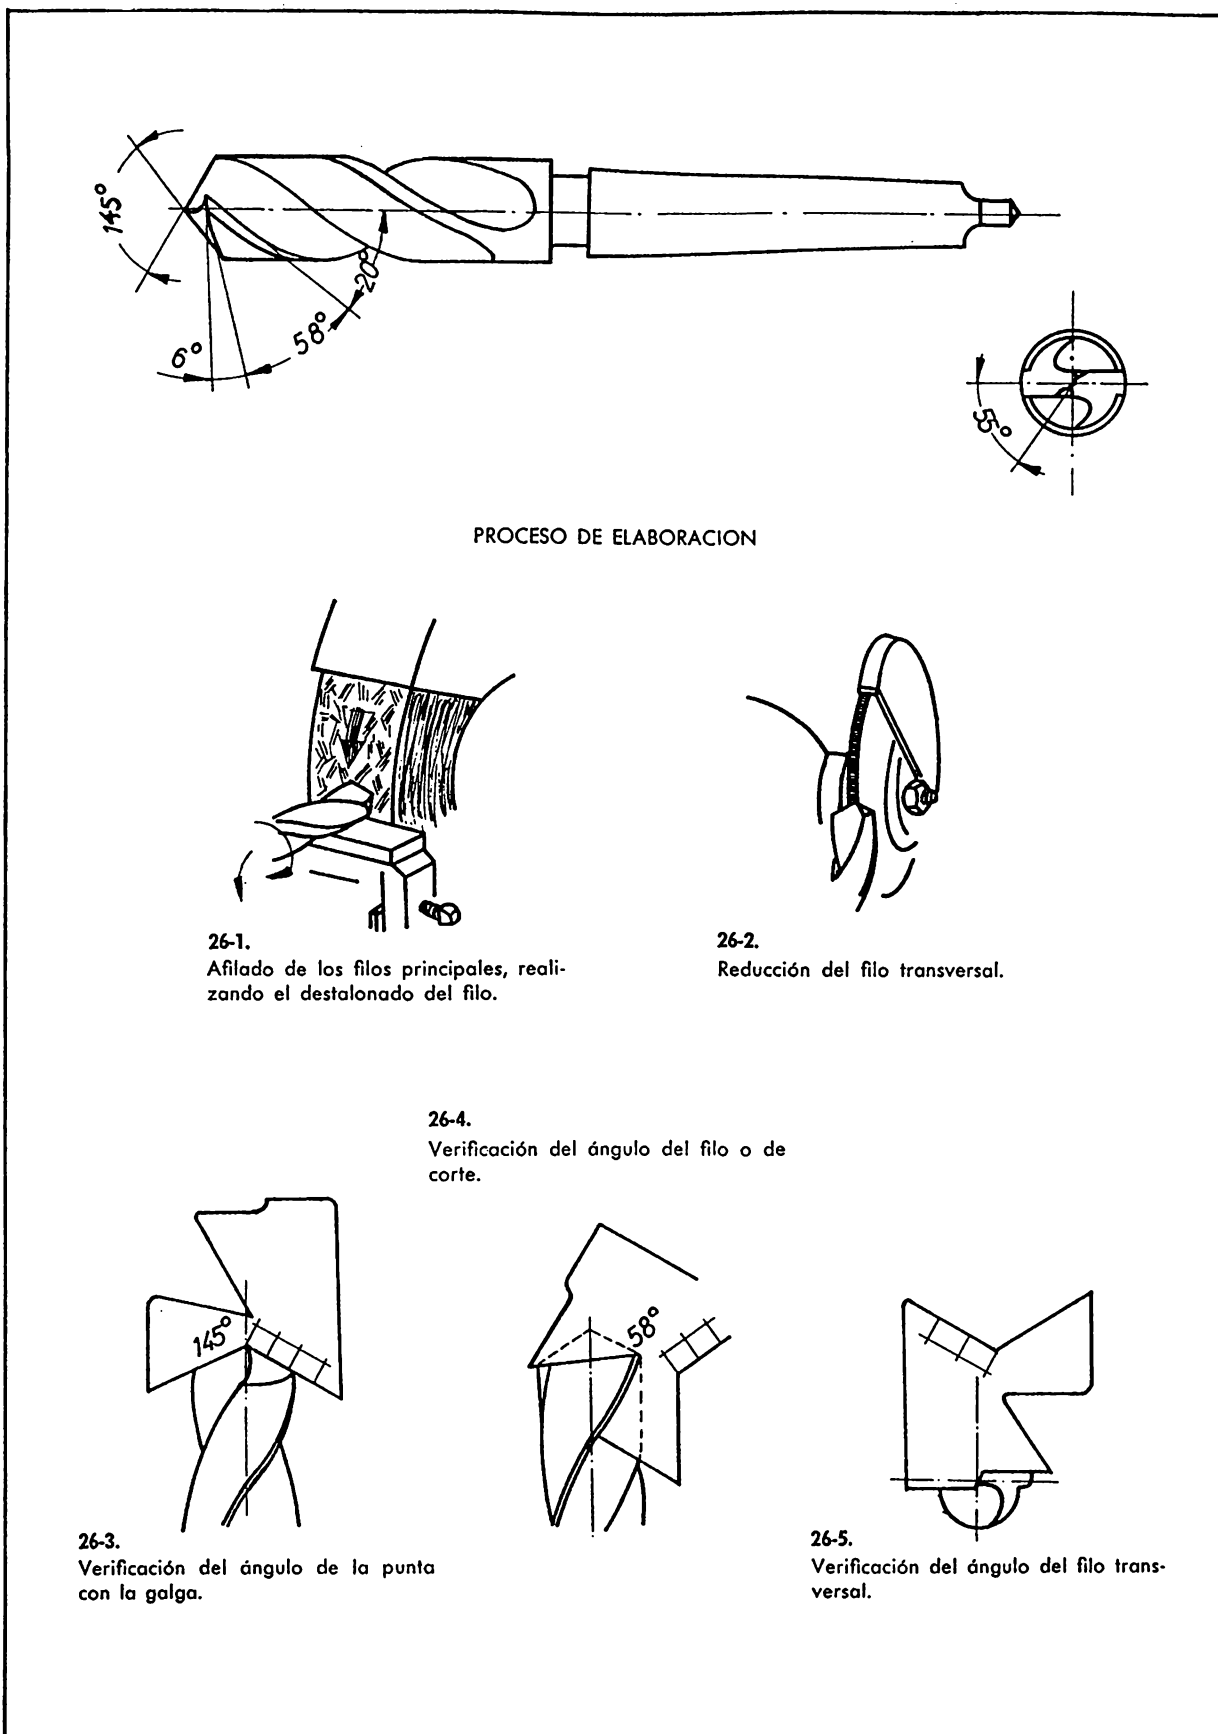 145°
20°
58°
6°
55°
PROCESO DE ELABORACION
26-1.
Afilado de los filos principales, reali-
zando el destalonado del filo.
26-2.
Reducción del filo transversal.
26-4.
Verificación del ángulo del filo o de
corte.
145°
58°
26-3.
Verificación del ángulo de la punta
con la galga.
26-5.
Verificación del ángulo del filo trans-
versal.